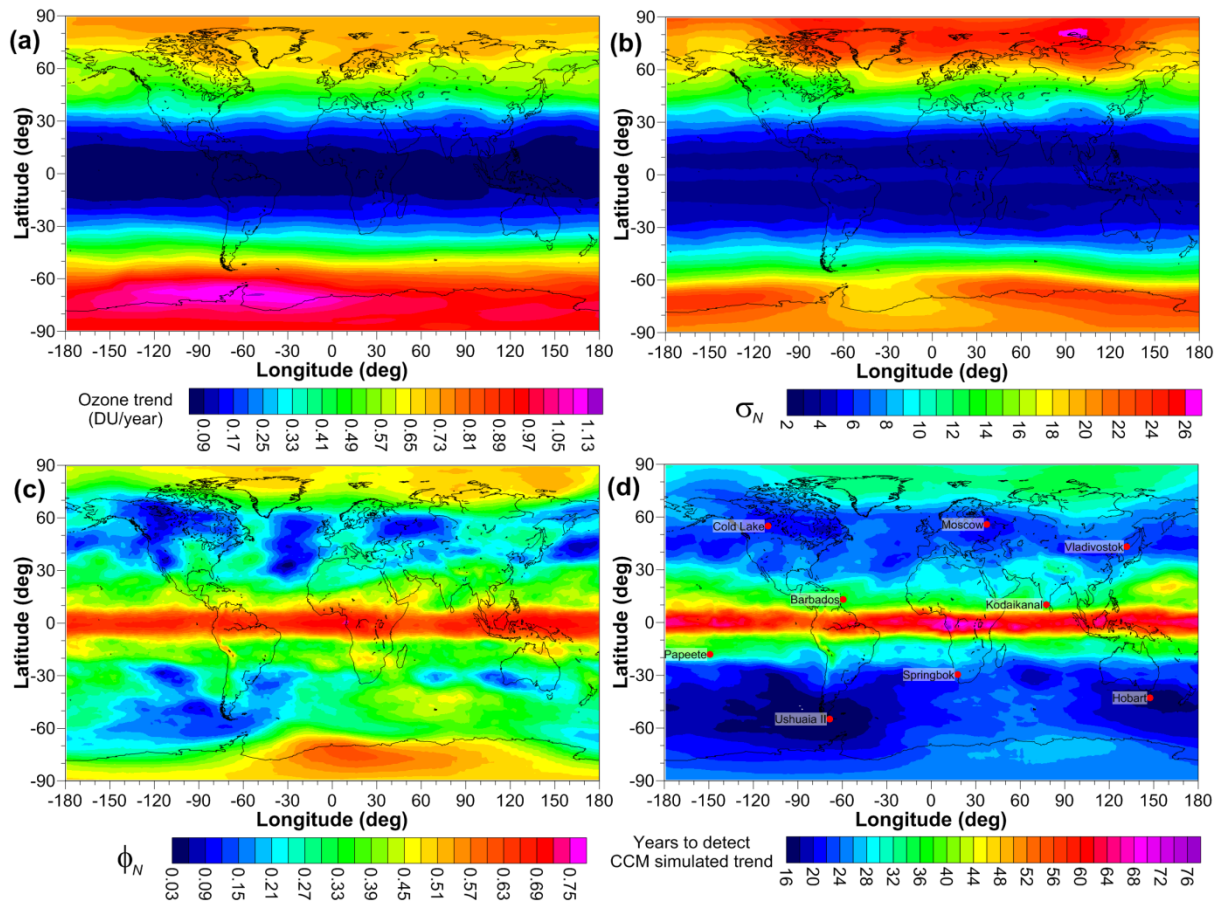 (a)
90
60
30
0
-30
-60
-90
Latitude (deg)
-180 -150 -120 -90 -60 -30 0 30 60 90 120 150 180
Longitude (deg)
Ozone trend
(DU/year)
0.09 0.17 0.25 0.33 0.41 0.49 0.57 0.65 0.73 0.81 0.89 0.97 1.05 1.13
(b)
90
60
30
0
-30
-60
-90
Latitude (deg)
-180 -150 -120 -90 -60 -30 0 30 60 90 120 150 180
Longitude (deg)
σN
2 4 6 8 10 12 14 16 18 20 22 24 26
(c)
90
60
30
0
-30
-60
-90
Latitude (deg)
-180 -150 -120 -90 -60 -30 0 30 60 90 120 150 180
Longitude (deg)
ϕN
0.03 0.09 0.15 0.21 0.27 0.33 0.39 0.45 0.51 0.57 0.63 0.69 0.75
(d)
90
60
30
0
-30
-60
-90
Latitude (deg)
Cold Lake
Moscow
Vladivostok
Barbados
Kodaikanal
Papeete
Springbok
Hobart
Ushuaia II
-180 -150 -120 -90 -60 -30 0 30 60 90 120 150 180
Longitude (deg)
Years to detect
CCM simulated trend
16 20 24 28 32 36 40 44 48 52 56 60 64 68 72 76